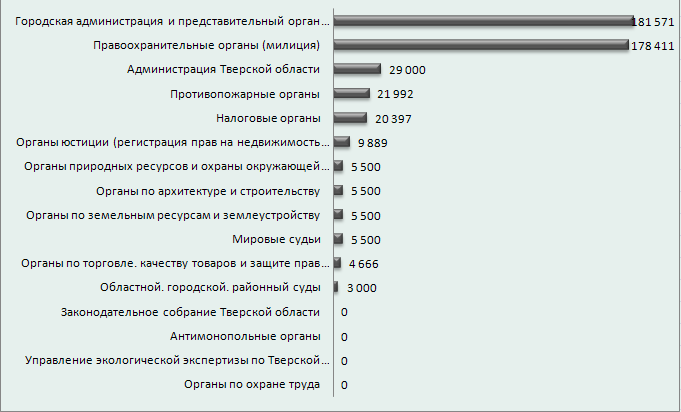 Городская администрация и представительный орган… 181 571
Правоохранительные органы (милиция) 178 411
Администрация Тверской области 29 000
Противопожарные органы 21 992
Налоговые органы 20 397
Органы юстиции (регистрация прав на недвижимость… 9 889
Органы природных ресурсов и охраны окружающей… 5 500
Органы по архитектуре и строительству 5 500
Органы по земельным ресурсам и землеустройству 5 500
Мировые судьи 5 500
Органы по торговле. качеству товаров и защите прав… 4 666
Областной. городской. районный суды 3 000
Законодательное собрание Тверской области 0
Антимонопольные органы 0
Управление экологической экспертизы по Тверской… 0
Органы по охране труда 0